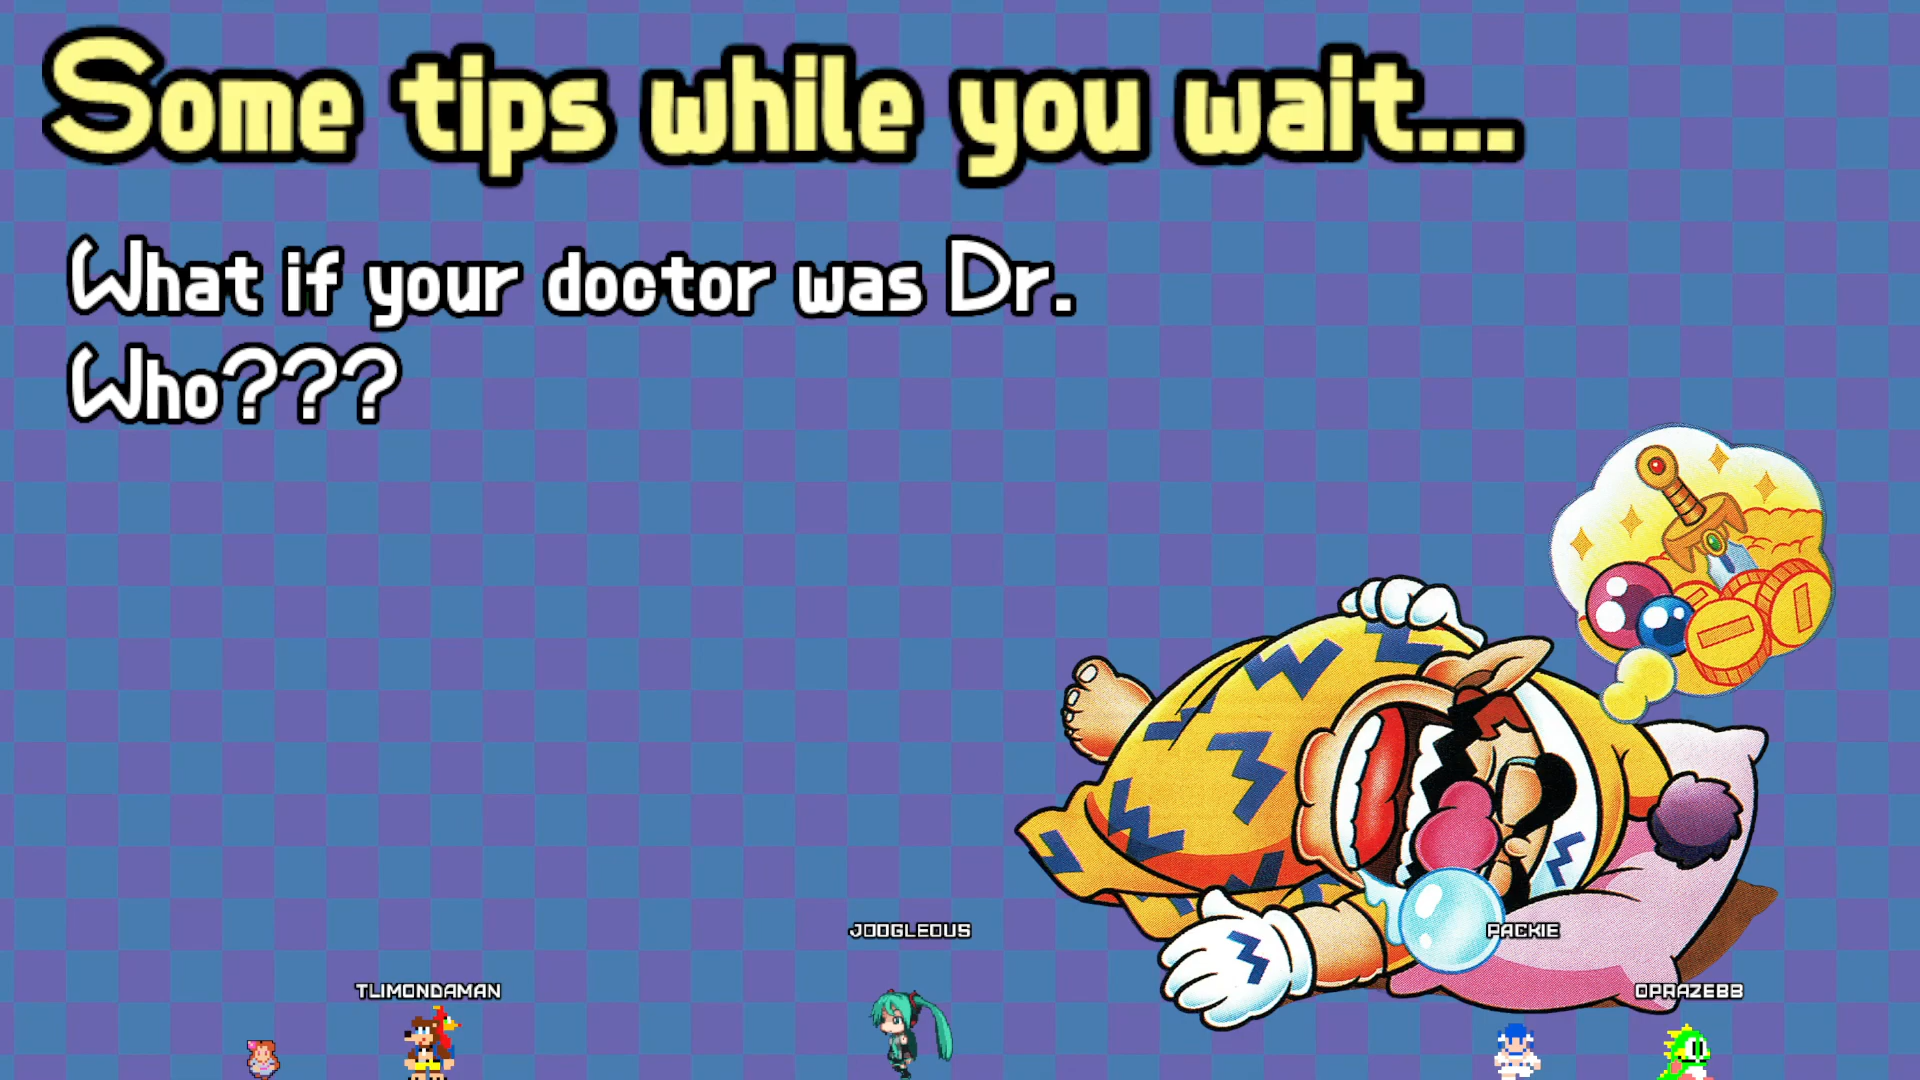 Some tips while you wait...
What if your doctor was Dr.
Who???
JOOGLEOUS
PACKIE
TLIMONDAMAN
OPRAZEBB